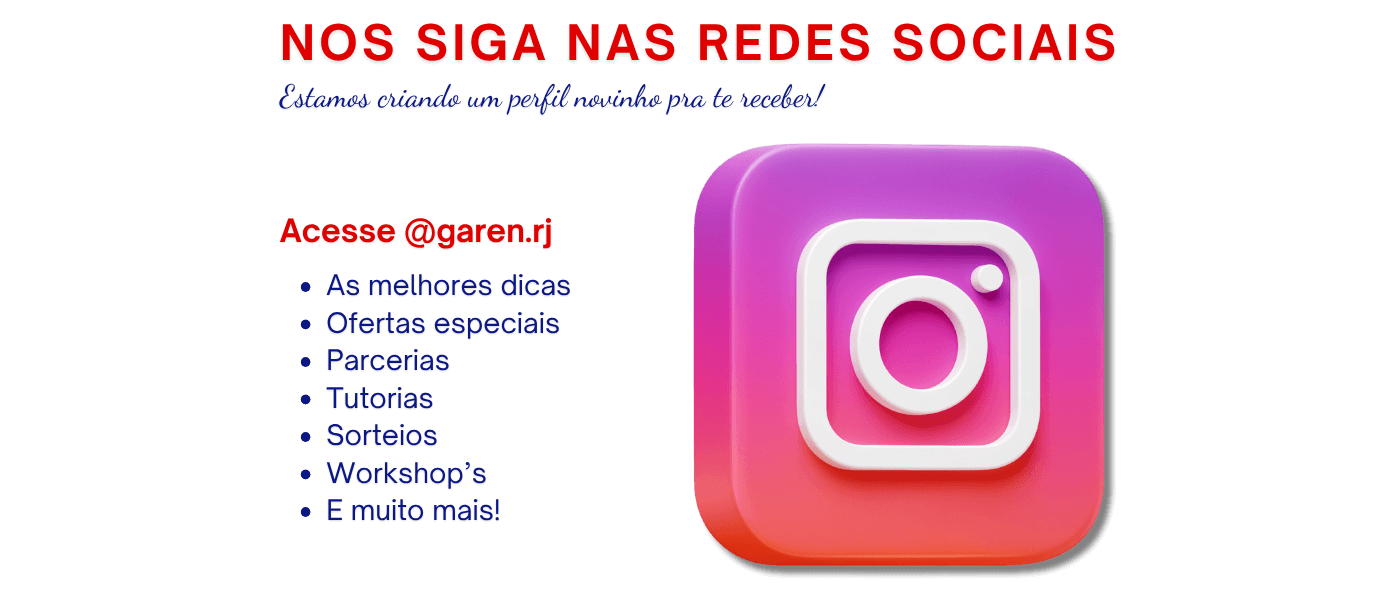 NOS SIGA NAS REDES SOCIAIS
Estamos criando um perfil novinho pra te receber!
Acesse @garen.rj
• As melhores dicas
• Ofertas especiais
• Parcerias
• Tutorias
• Sorteios
• Workshop’s
• E muito mais!